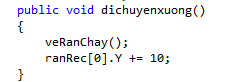 public void dichuyenxuong()
{
veRanChay();
ranRec[0].Y += 10;
}